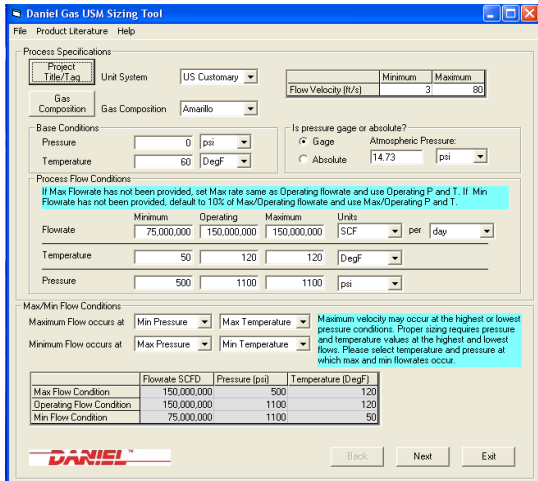 Daniel Gas USM Sizing Tool
File Product Literature Help
Process Specifications
Project Title/Tag
Unit System
US Customary
Minimum Maximum
Flow Velocity (ft/s) 3 80
Gas Composition
Gas Composition
Amarillo
Base Conditions
Pressure 0 psi
Temperature 60 DegF
Is pressure gage or absolute?
Gage
Atmospheric Pressure:
Absolute
14.73 psi
Process Flow Conditions
If Max Flowrate has not been provided, set Max rate same as Operating flowrate and use Operating P and T. If Min
Flowrate has not been provided, default to 10% of Max/Operating flowrate and use Max/Operating P and T.
Minimum Operating Maximum Units
Flowrate 75,000,000 150,000,000 150,000,000 SCF per day
Temperature 50 120 120 DegF
Pressure 500 1100 1100 psi
Max/Min Flow Conditions
Maximum Flow occurs at Min Pressure Max Temperature
Minimum Flow occurs at Max Pressure Min Temperature
Maximum velocity may occur at the highest or lowest
pressure conditions. Proper sizing requires pressure
and temperature values at the highest and lowest
flows. Please select temperature and pressure at
which max and min flowrates occur.
Flowrate SCFD Pressure (psi) Temperature (DegF)
Max Flow Condition 150,000,000 500 120
Operating Flow Condition 150,000,000 1100 120
Min Flow Condition 75,000,000 1100 50
DANIEL™
Back Next Exit